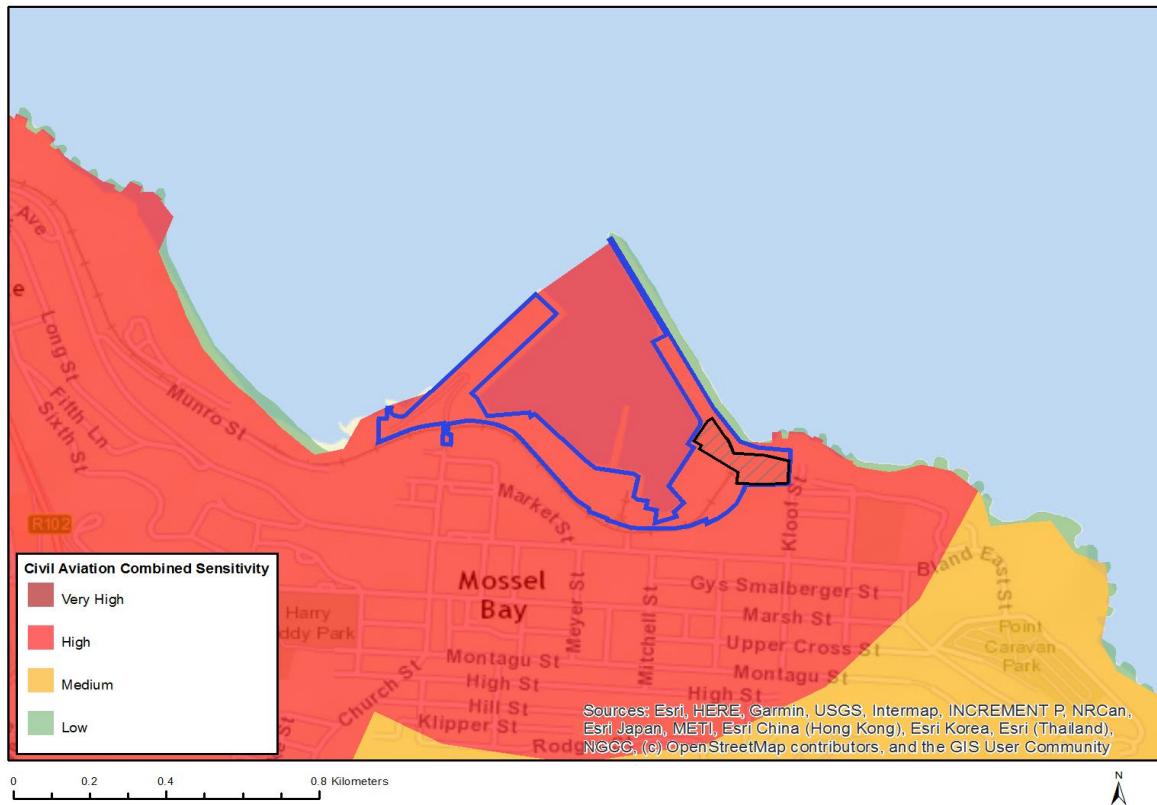 Ave
e
Long St
Fifth Ln
Sixth St
Munro St
R102
Market St
Kloof St
Mossel
Bay
Meyer St
Mitchell St
Gys Smalberger St
Bland East St
Marsh St
Upper Cross St
Montagu St
Point
Caravan
Park
Harry
ddy Park
Montagu St
High St
High St
Hill St
Church St
Klipper St
Rodg
e St
Civil Aviation Combined Sensitivity
Very High
High
Medium
Low
Sources: Esri, HERE, Garmin, USGS, Intermap, INCREMENT P, NRCan,
Esri Japan, METI, Esri China (Hong Kong), Esri Korea, Esri (Thailand),
NGCC, (c) OpenStreetMap contributors, and the GIS User Community
0 0.2 0.4 0.8 Kilometers
N